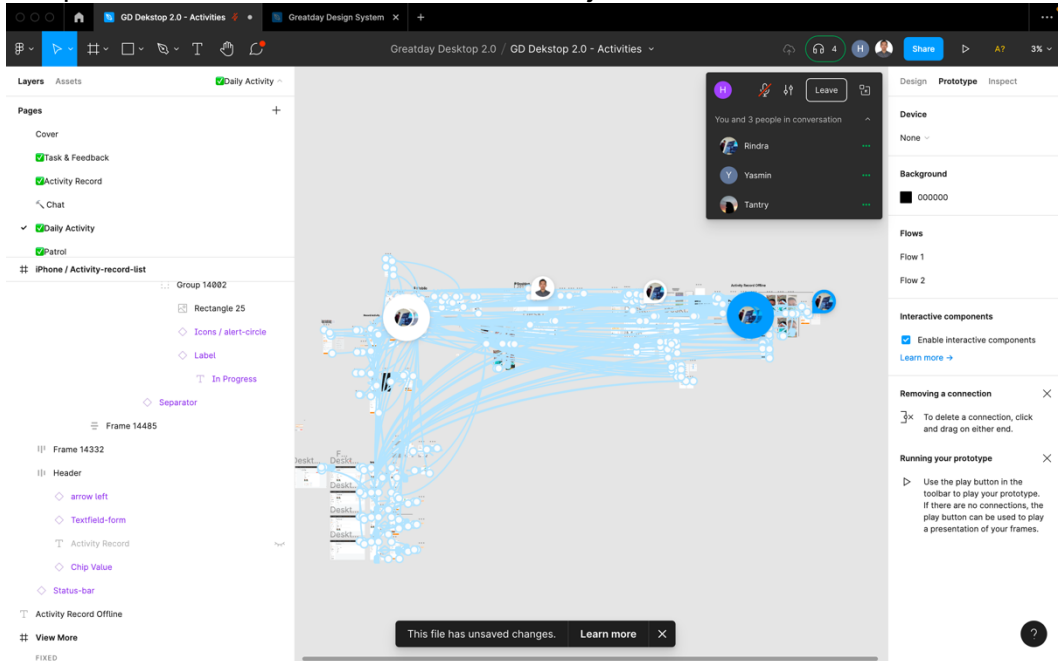 GD Dekstop 2.0 - Activities
Greatday Design System
Greatday Desktop 2.0 / GD Dekstop 2.0 - Activities
4
H
Share
A?
3%
Layers
Assets
✅Daily Activity
Pages
Cover
✅Task & Feedback
✅Activity Record
🔨 Chat
✅Daily Activity
✅Patrol
iPhone / Activity-record-list
Group 14002
Rectangle 25
Icons / alert-circle
Label
In Progress
Separator
Frame 14485
Frame 14332
Header
arrow left
Textfield-form
Activity Record
Chip Value
Status-bar
Activity Record Offline
View More
FIXED
H
Leave
You and 3 people in conversation
Rindra
Y
Yasmin
Tantry
Activity Record Offline
Deskt...
Deskt...
Deskt...
Deskt...
Deskt...
This file has unsaved changes.
Learn more
Design
Prototype
Inspect
Device
None
Background
000000
Flows
Flow 1
Flow 2
Interactive components
Enable interactive components
Learn more →
Removing a connection
To delete a connection, click
and drag on either end.
Running your prototype
Use the play button in the
toolbar to play your prototype.
If there are no connections, the
play button can be used to play
a presentation of your frames.
?